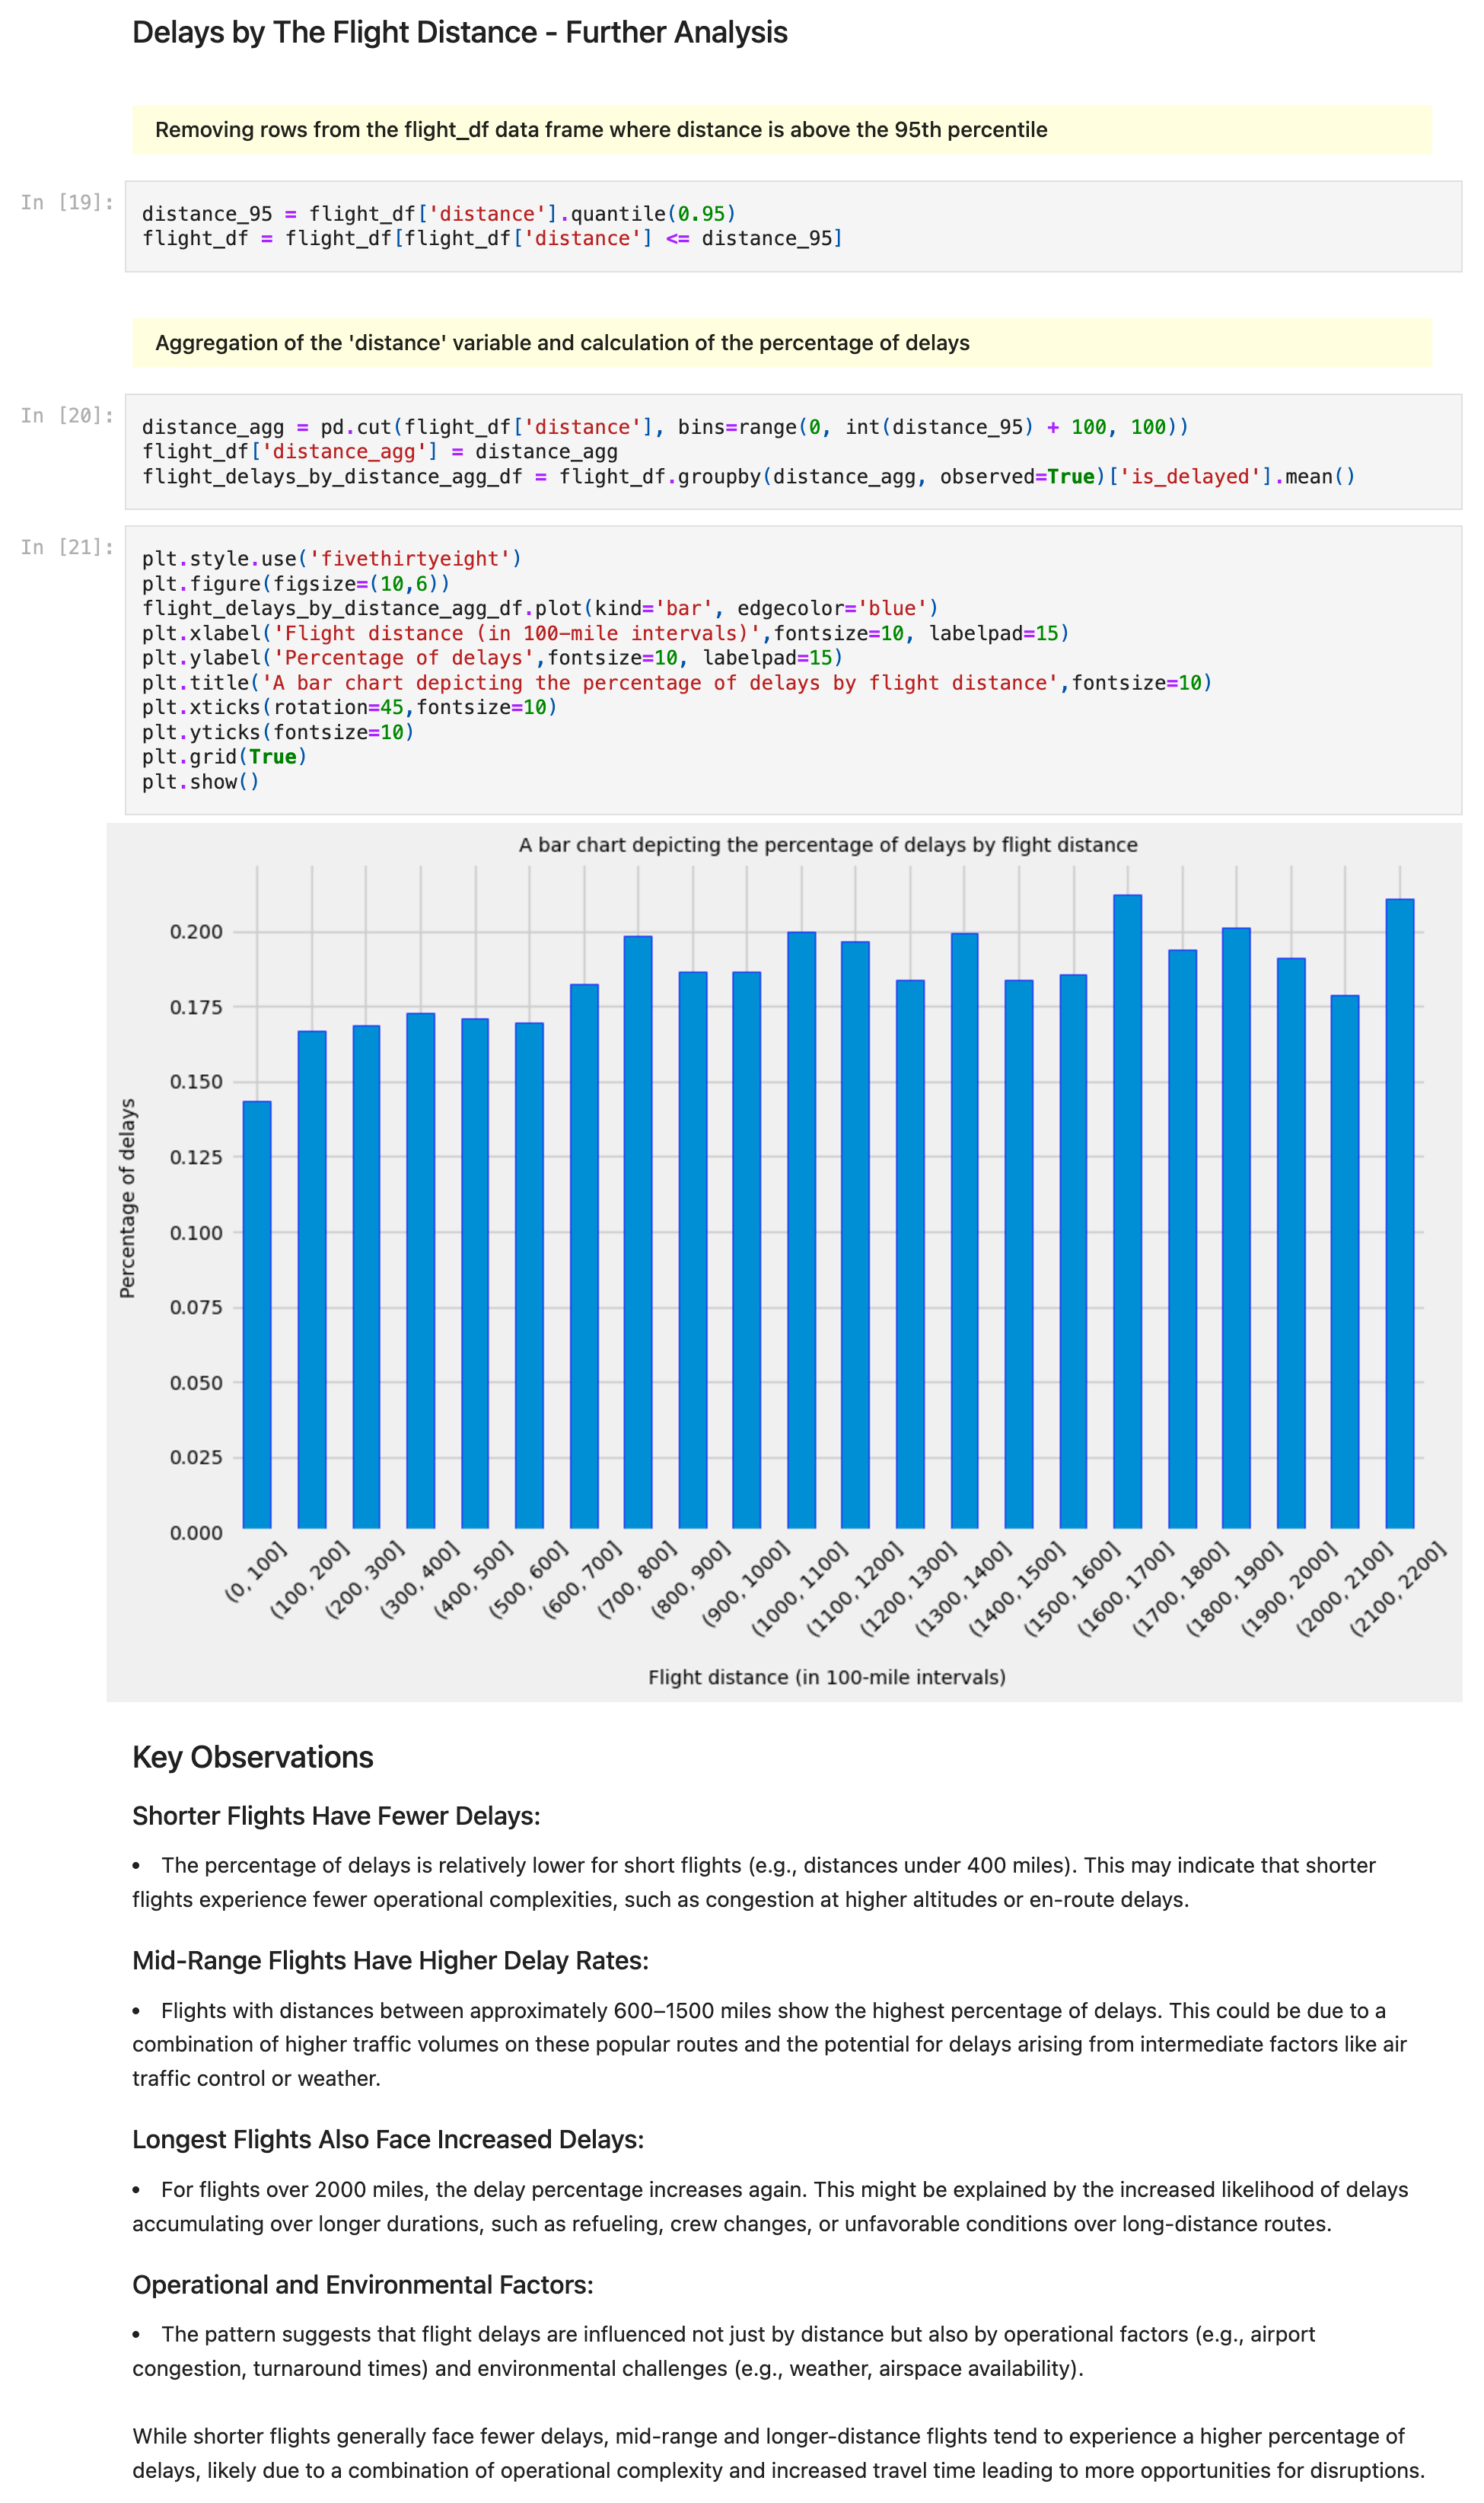 Delays by The Flight Distance - Further Analysis
Removing rows from the flight_df data frame where distance is above the 95th percentile
In [19]:
distance_95 = flight_df['distance'].quantile(0.95)
flight_df = flight_df[flight_df['distance'] <= distance_95]
Aggregation of the 'distance' variable and calculation of the percentage of delays
In [20]:
distance_agg = pd.cut(flight_df['distance'], bins=range(0, int(distance_95) + 100, 100))
flight_df['distance_agg'] = distance_agg
flight_delays_by_distance_agg_df = flight_df.groupby(distance_agg, observed=True)['is_delayed'].mean()
In [21]:
plt.style.use('fivethirtyeight')
plt.figure(figsize=(10,6))
flight_delays_by_distance_agg_df.plot(kind='bar', edgecolor='blue')
plt.xlabel('Flight distance (in 100-mile intervals)',fontsize=10, labelpad=15)
plt.ylabel('Percentage of delays',fontsize=10, labelpad=15)
plt.title('A bar chart depicting the percentage of delays by flight distance',fontsize=10)
plt.xticks(rotation=45,fontsize=10)
plt.yticks(fontsize=10)
plt.grid(True)
plt.show()
A bar chart depicting the percentage of delays by flight distance
Percentage of delays
0.200
0.175
0.150
0.125
0.100
0.075
0.050
0.025
0.000
(0, 100]
(100, 200]
(200, 300]
(300, 400]
(400, 500]
(500, 600]
(600, 700]
(700, 800]
(800, 900]
(900, 1000]
(1000, 1100]
(1100, 1200]
(1200, 1300]
(1300, 1400]
(1400, 1500]
(1500, 1600]
(1600, 1700]
(1700, 1800]
(1800, 1900]
(1900, 2000]
(2000, 2100]
(2100, 2200]
Flight distance (in 100-mile intervals)
Key Observations
Shorter Flights Have Fewer Delays:
• The percentage of delays is relatively lower for short flights (e.g., distances under 400 miles). This may indicate that shorter
flights experience fewer operational complexities, such as congestion at higher altitudes or en-route delays.
Mid-Range Flights Have Higher Delay Rates:
• Flights with distances between approximately 600–1500 miles show the highest percentage of delays. This could be due to a
combination of higher traffic volumes on these popular routes and the potential for delays arising from intermediate factors like air
traffic control or weather.
Longest Flights Also Face Increased Delays:
• For flights over 2000 miles, the delay percentage increases again. This might be explained by the increased likelihood of delays
accumulating over longer durations, such as refueling, crew changes, or unfavorable conditions over long-distance routes.
Operational and Environmental Factors:
• The pattern suggests that flight delays are influenced not just by distance but also by operational factors (e.g., airport
congestion, turnaround times) and environmental challenges (e.g., weather, airspace availability).
While shorter flights generally face fewer delays, mid-range and longer-distance flights tend to experience a higher percentage of
delays, likely due to a combination of operational complexity and increased travel time leading to more opportunities for disruptions.